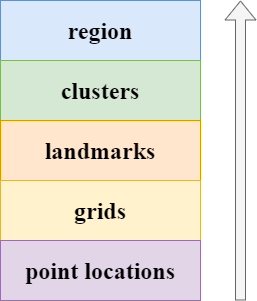 region
clusters
landmarks
grids
point locations